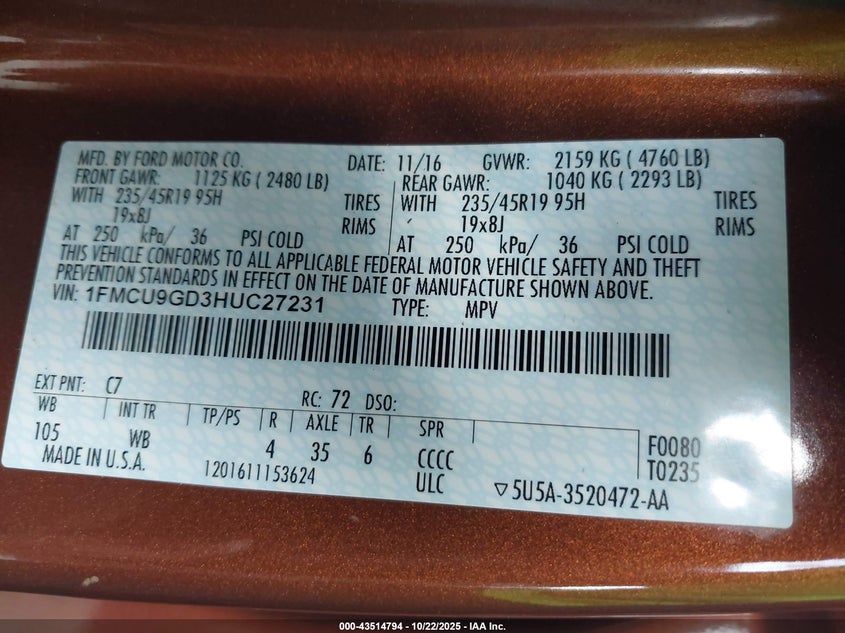 MFD. BY FORD MOTOR CO. DATE: 11/16 GVWR: 2159 KG ( 4760 LB)
FRONT GAWR: 1125 KG ( 2480 LB) REAR GAWR: 1040 KG ( 2293 LB)
WITH 235/45R19 95H TIRES WITH 235/45R19 95H TIRES
19x8J RIMS 19x8J RIMS
AT 250 kPa/ 36 PSI COLD AT 250 kPa/ 36 PSI COLD
THIS VEHICLE CONFORMS TO ALL APPLICABLE FEDERAL MOTOR VEHICLE SAFETY AND THEFT
PREVENTION STANDARDS IN EFFECT ON THE DATE OF MANUFACTURE SHOWN ABOVE.
VIN: 1FMCU9GD3HUC27231 TYPE: MPV
EXT PNT: C7 RC: 72 DSO:
WB INT TR TP/PS R AXLE TR SPR
105 WB 4 35 6 CCCC F0080
MADE IN U.S.A. 1201611153624 ULC T0235
▽5U5A-3520472-AA
000-43514794 - 10/22/2025 - IAA Inc.